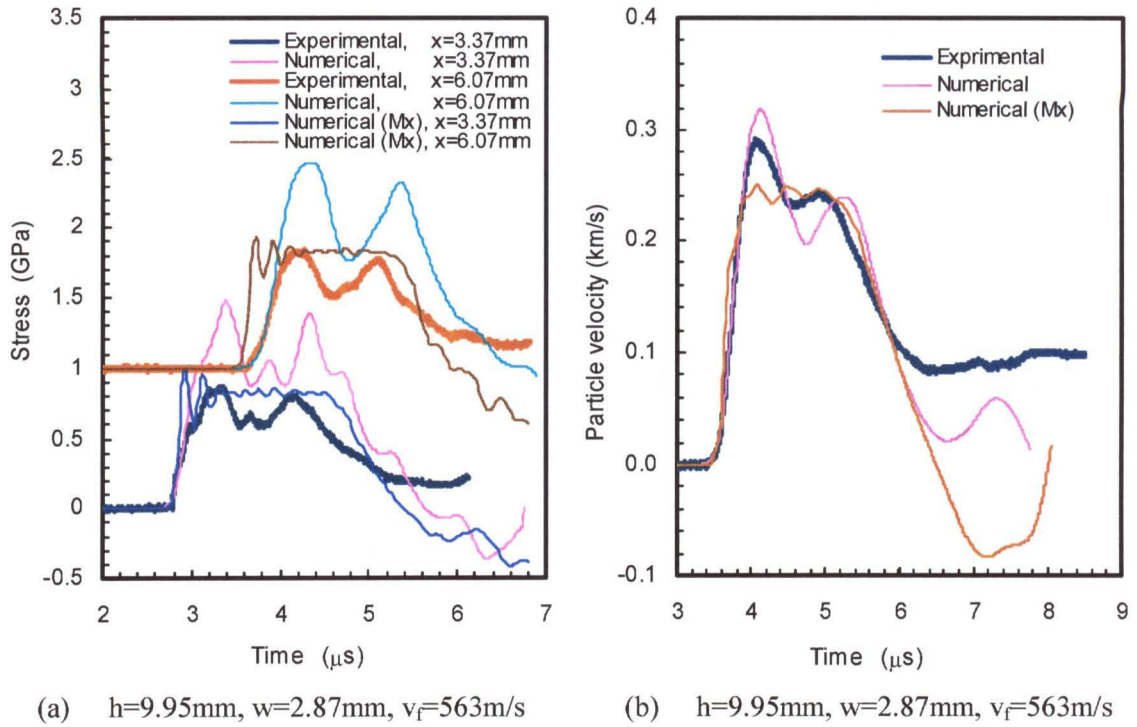 3.5
3
2.5
2
1.5
1
0.5
0
-0.5
Stress (GPa)
Experimental, x=3.37mm
Numerical, x=3.37mm
Experimental, x=6.07mm
Numerical, x=6.07mm
Numerical (Mx), x=3.37mm
Numerical (Mx), x=6.07mm
2 3 4 5 6 7
Time (μs)
(a) h=9.95mm, w=2.87mm, vf=563m/s
0.4
0.3
0.2
0.1
0.0
-0.1
Particle velocity (km/s)
Exprimental
Numerical
Numerical (Mx)
3 4 5 6 7 8 9
Time (μs)
(b) h=9.95mm, w=2.87mm, vf=563m/s